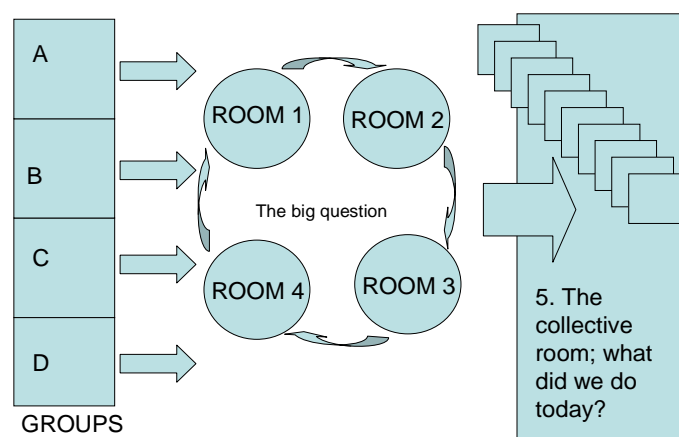 A
B
C
D
GROUPS
ROOM 1
ROOM 2
The big question
ROOM 4
ROOM 3
5. The
collective
room; what
did we do
today?